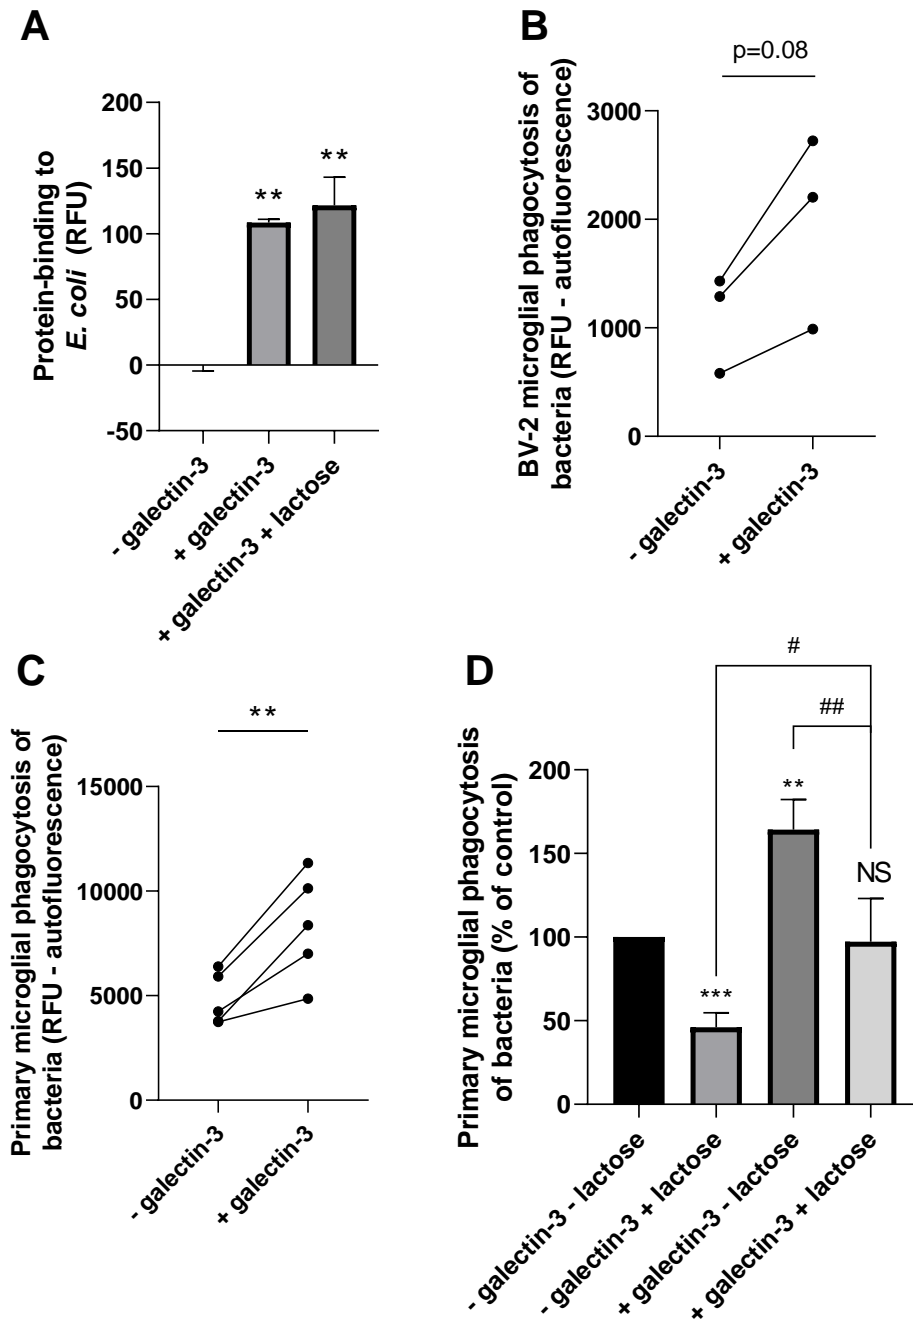 A
Protein-binding to
E. coli (RFU)
200
150
100
50
0
-50
**
**
- galectin-3
+ galectin-3
+ galectin-3 + lactose
B
p=0.08
BV-2 microglial phagocytosis of
bacteria (RFU - autofluorescence)
3000
2000
1000
0
- galectin-3
+ galectin-3
C
**
Primary microglial phagocytosis of
bacteria (RFU - autofluorescence)
15000
10000
5000
0
- galectin-3
+ galectin-3
D
#
##
Primary microglial phagocytosis
of bacteria (% of control)
200
150
100
50
0
***
**
NS
- galectin-3 - lactose
- galectin-3 + lactose
+ galectin-3 - lactose
+ galectin-3 + lactose